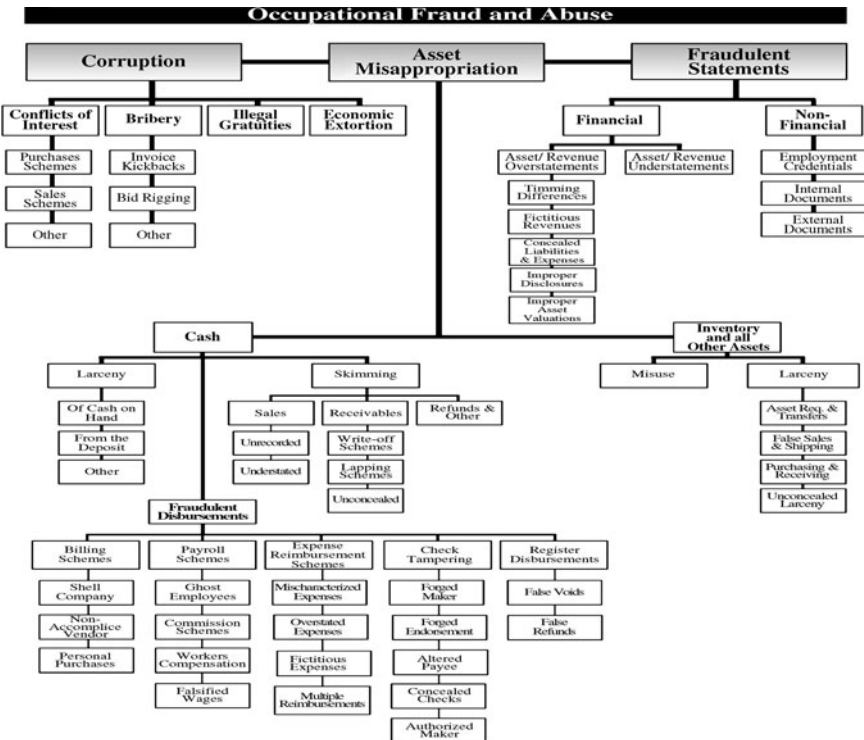 Occupational Fraud and Abuse
Corruption
Asset
Misappropriation
Fraudulent
Statements
Conflicts of
Interest
Bribery
Illegal
Gratuities
Economic
Extortion
Financial
Non-
Financial
Purchases
Schemes
Sales
Schemes
Other
Invoice
Kickbacks
Bid Rigging
Other
Asset/ Revenue
Overstatements
Asset/ Revenue
Understatements
Timming
Differences
Fictitious
Revenues
Concealed
Liabilities
& Expenses
Improper
Disclosures
Improper
Asset
Valuations
Employment
Credentials
Internal
Documents
External
Documents
Cash
Inventory
and all
Other Assets
Larceny
Skimming
Misuse
Larceny
Of Cash on
Hand
From the
Deposit
Other
Sales
Unrecorded
Understated
Receivables
Write-off
Schemes
Lapping
Schemes
Unconcealed
Refunds &
Other
Asset Req. &
Transfers
False Sales
& Shipping
Purchasing &
Receiving
Unconcealed
Larceny
Fraudulent
Disbursements
Billing
Schemes
Shell
Company
Non-
Accomplice
Vendor
Personal
Purchases
Payroll
Schemes
Ghost
Employees
Commission
Schemes
Workers
Compensation
Falsified
Wages
Expense
Reimbursement
Schemes
Mischaracterized
Expenses
Overstated
Expenses
Fictitious
Expenses
Multiple
Reimbursements
Check
Tampering
Forged
Maker
Forged
Endorsement
Altered
Payee
Concealed
Checks
Authorized
Maker
Register
Disbursements
False Voids
False
Refunds